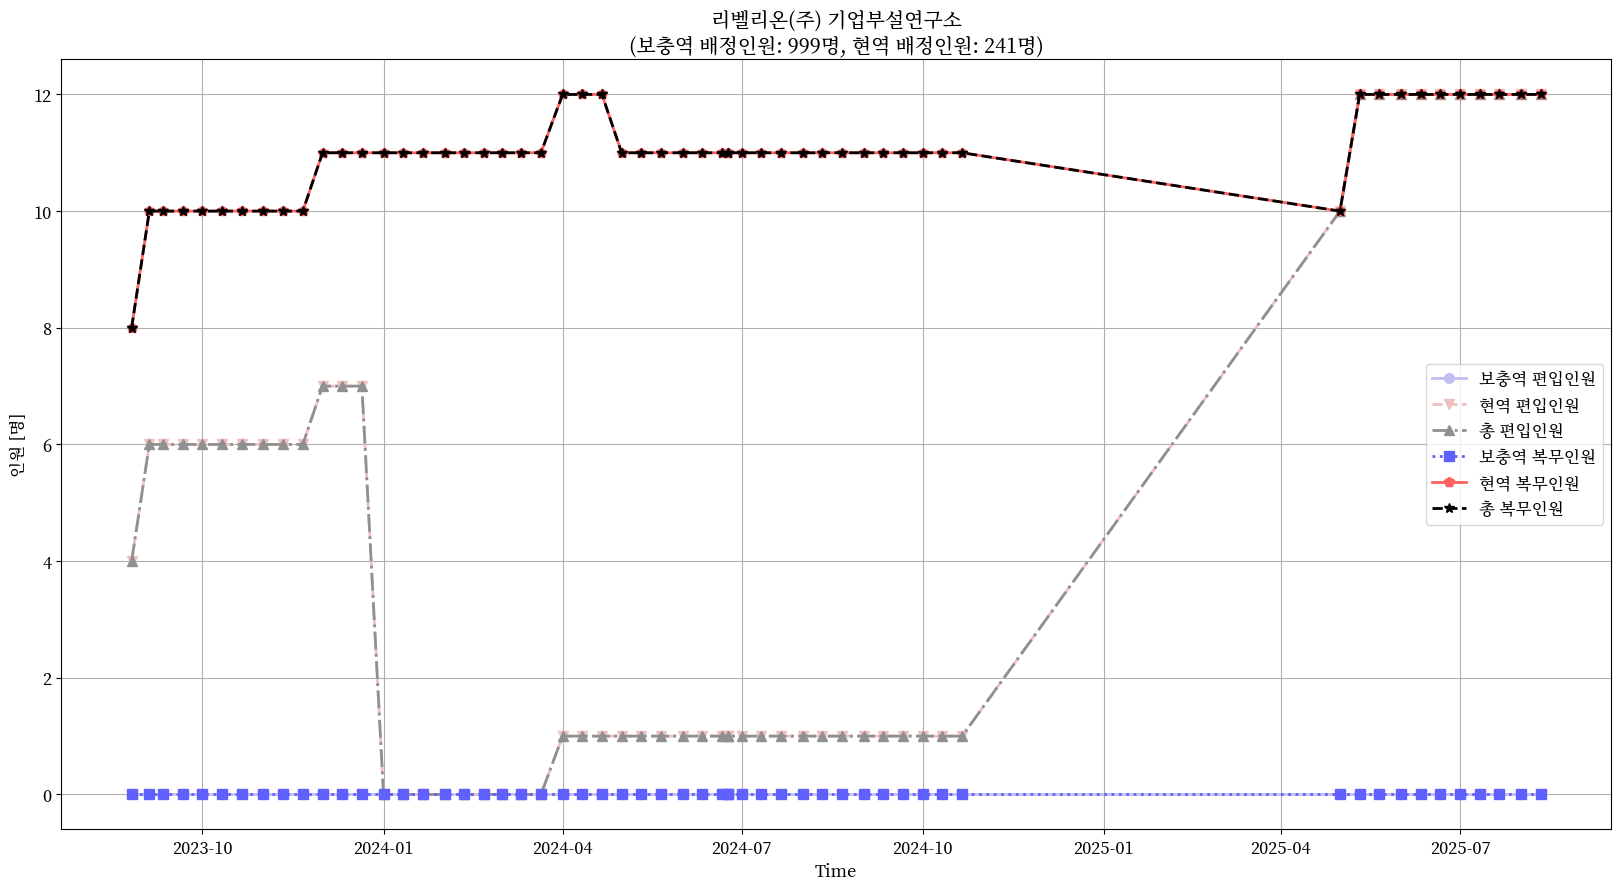 리벨리온(주) 기업부설연구소
(보충역 배정인원: 999명, 현역 배정인원: 241명)
인원 [명]
12
10
8
6
4
2
0
보충역 편입인원
현역 편입인원
총 편입인원
보충역 복무인원
현역 복무인원
총 복무인원
2023-10
2024-01
2024-04
2024-07
2024-10
2025-01
2025-04
2025-07
Time